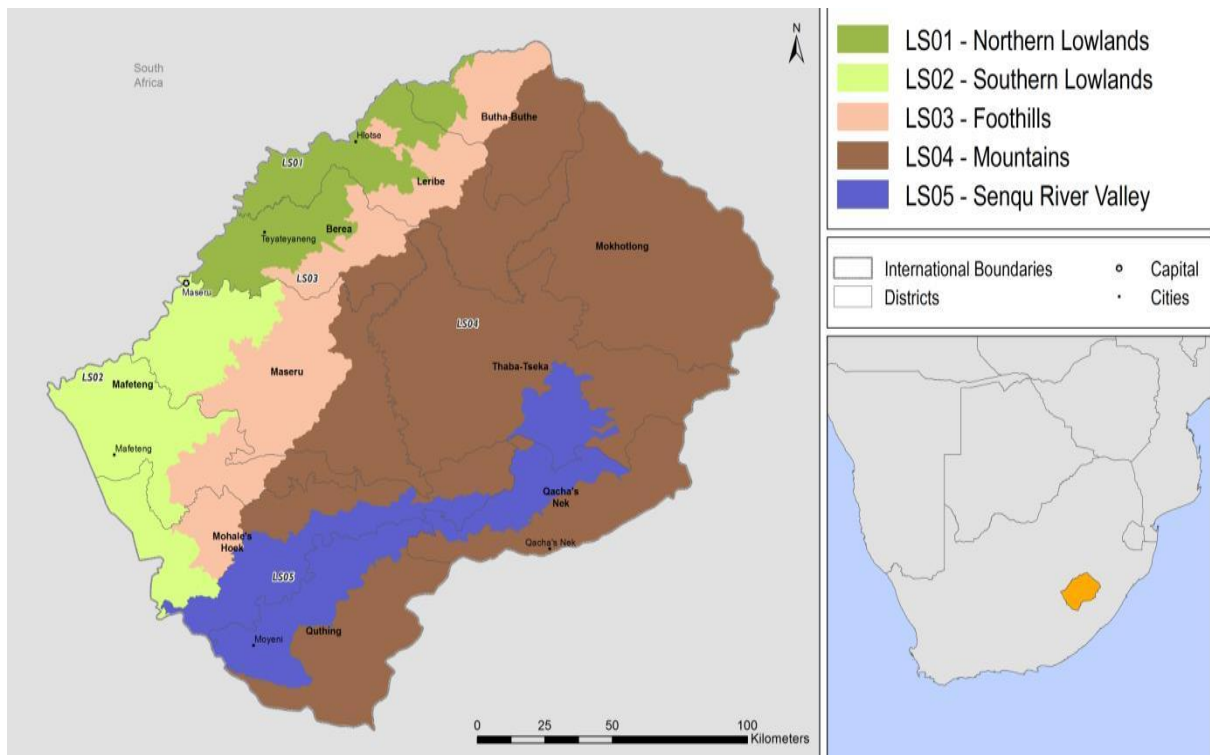 South
Africa
N
Butha-Buthe
Hlotse
LS01
Leribe
Berea
Teyateyaneng
Mokhotlong
LS03
Maseru
LS04
Thaba-Tseka
Maseru
LS02
Mafeteng
Mafeteng
Qacha's
Nek
Mohale's
Hoek
Qacha's Nek
LS05
Quthing
Moyeni
0 25 50 100
Kilometers
LS01 - Northern Lowlands
LS02 - Southern Lowlands
LS03 - Foothills
LS04 - Mountains
LS05 - Senqu River Valley
International Boundaries
Capital
Districts
Cities